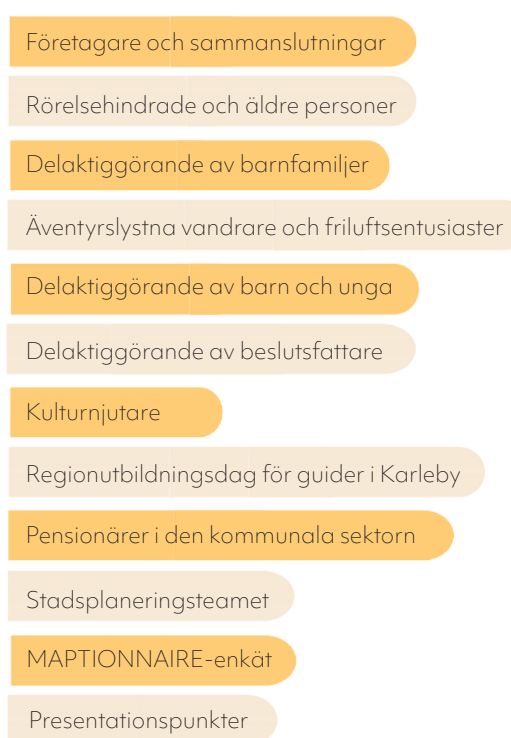 Företagare och sammanslutningar
Rörelsehindrade och äldre personer
Delaktiggörande av barnfamiljer
Äventyrslystna vandrare och friluftsentusiaster
Delaktiggörande av barn och unga
Delaktiggörande av beslutsfattare
Kulturnjutare
Regionutbildningsdag för guider i Karleby
Pensionärer i den kommunala sektorn
Stadsplaneringsteamet
MAPTIONNAIRE-enkät
Presentationspunkter